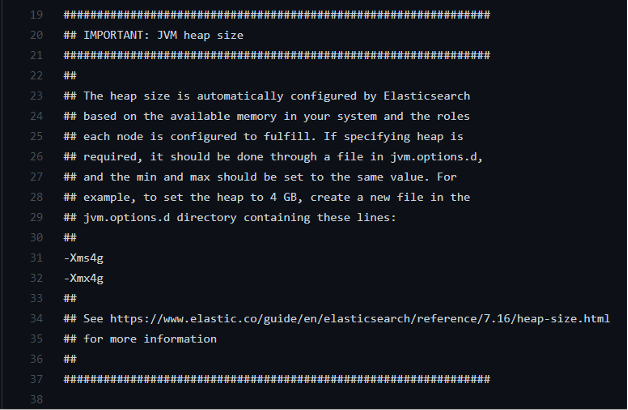 19 ################################################################
20 ## IMPORTANT: JVM heap size
21 ################################################################
22 ##
23 ## The heap size is automatically configured by Elasticsearch
24 ## based on the available memory in your system and the roles
25 ## each node is configured to fulfill. If specifying heap is
26 ## required, it should be done through a file in jvm.options.d,
27 ## and the min and max should be set to the same value. For
28 ## example, to set the heap to 4 GB, create a new file in the
29 ## jvm.options.d directory containing these lines:
30 ##
31 -Xms4g
32 -Xmx4g
33 ##
34 ## See https://www.elastic.co/guide/en/elasticsearch/reference/7.16/heap-size.html
35 ## for more information
36 ##
37 ################################################################
38